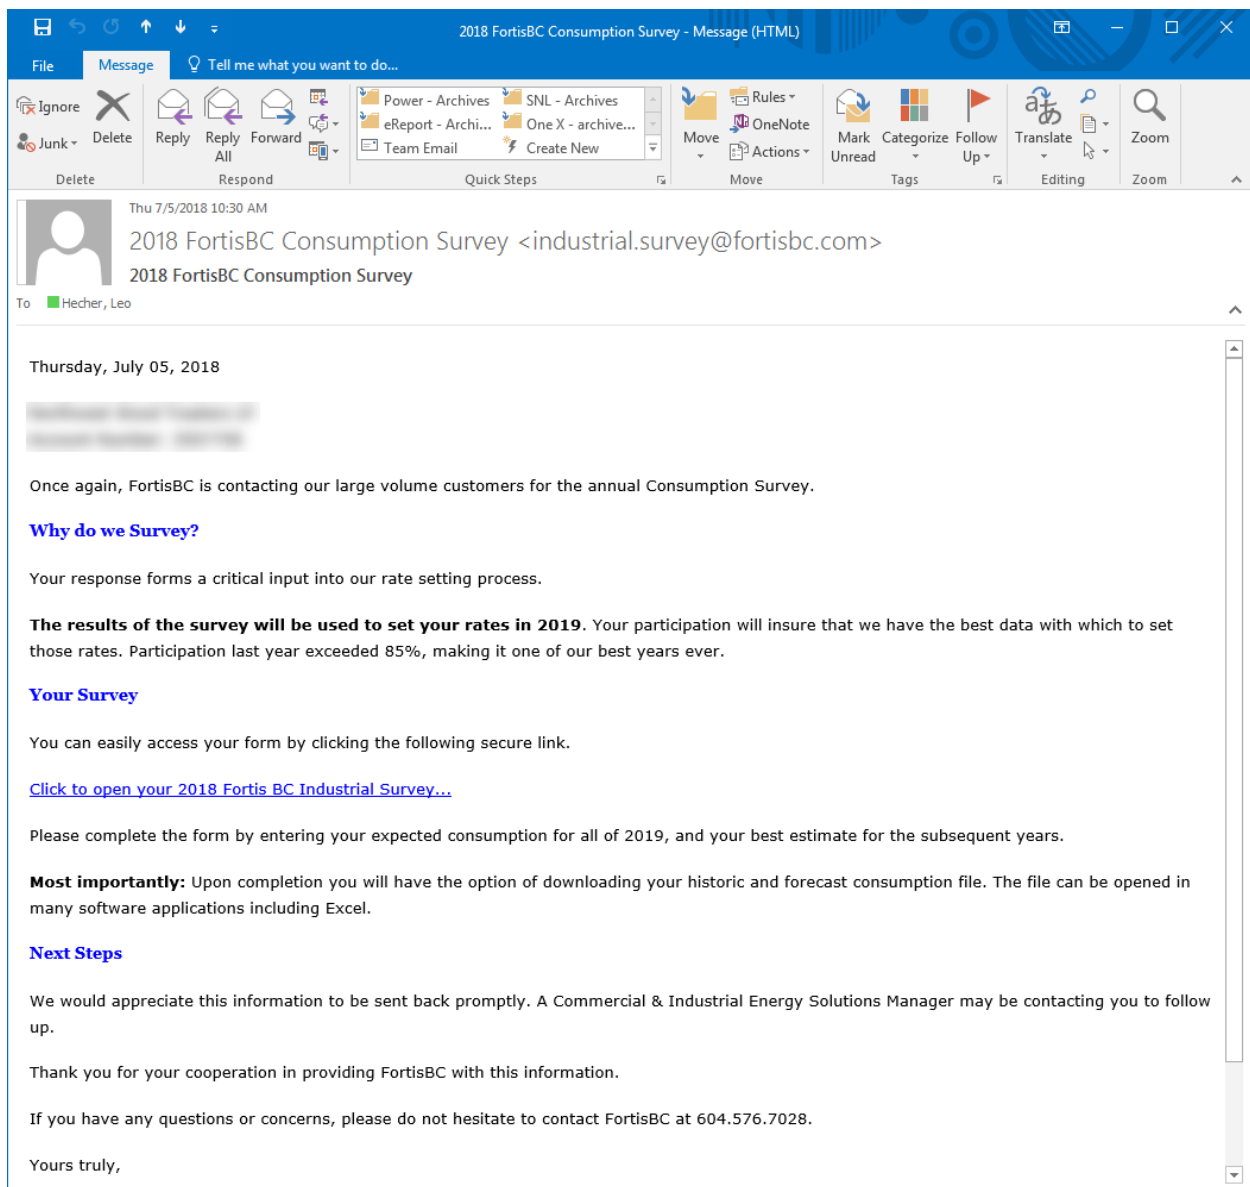 2018 FortisBC Consumption Survey - Message (HTML)
File Message Tell me what you want to do...
Ignore
Junk
Delete
Reply
Reply All
Forward
Delete
Respond
Power - Archives SNL - Archives
eReport - Archi... One X - archive...
Team Email Create New
Quick Steps
Move
Rules
OneNote
Actions
Move
Mark Unread
Categorize
Follow Up
Tags
Translate
Editing
Zoom
Zoom
Thu 7/5/2018 10:30 AM
2018 FortisBC Consumption Survey <industrial.survey@fortisbc.com>
2018 FortisBC Consumption Survey
To Hecher, Leo
Thursday, July 05, 2018
Once again, FortisBC is contacting our large volume customers for the annual Consumption Survey.
Why do we Survey?
Your response forms a critical input into our rate setting process.
The results of the survey will be used to set your rates in 2019. Your participation will insure that we have the best data with which to set
those rates. Participation last year exceeded 85%, making it one of our best years ever.
Your Survey
You can easily access your form by clicking the following secure link.
Click to open your 2018 Fortis BC Industrial Survey...
Please complete the form by entering your expected consumption for all of 2019, and your best estimate for the subsequent years.
Most importantly: Upon completion you will have the option of downloading your historic and forecast consumption file. The file can be opened in
many software applications including Excel.
Next Steps
We would appreciate this information to be sent back promptly. A Commercial & Industrial Energy Solutions Manager may be contacting you to follow
up.
Thank you for your cooperation in providing FortisBC with this information.
If you have any questions or concerns, please do not hesitate to contact FortisBC at 604.576.7028.
Yours truly,